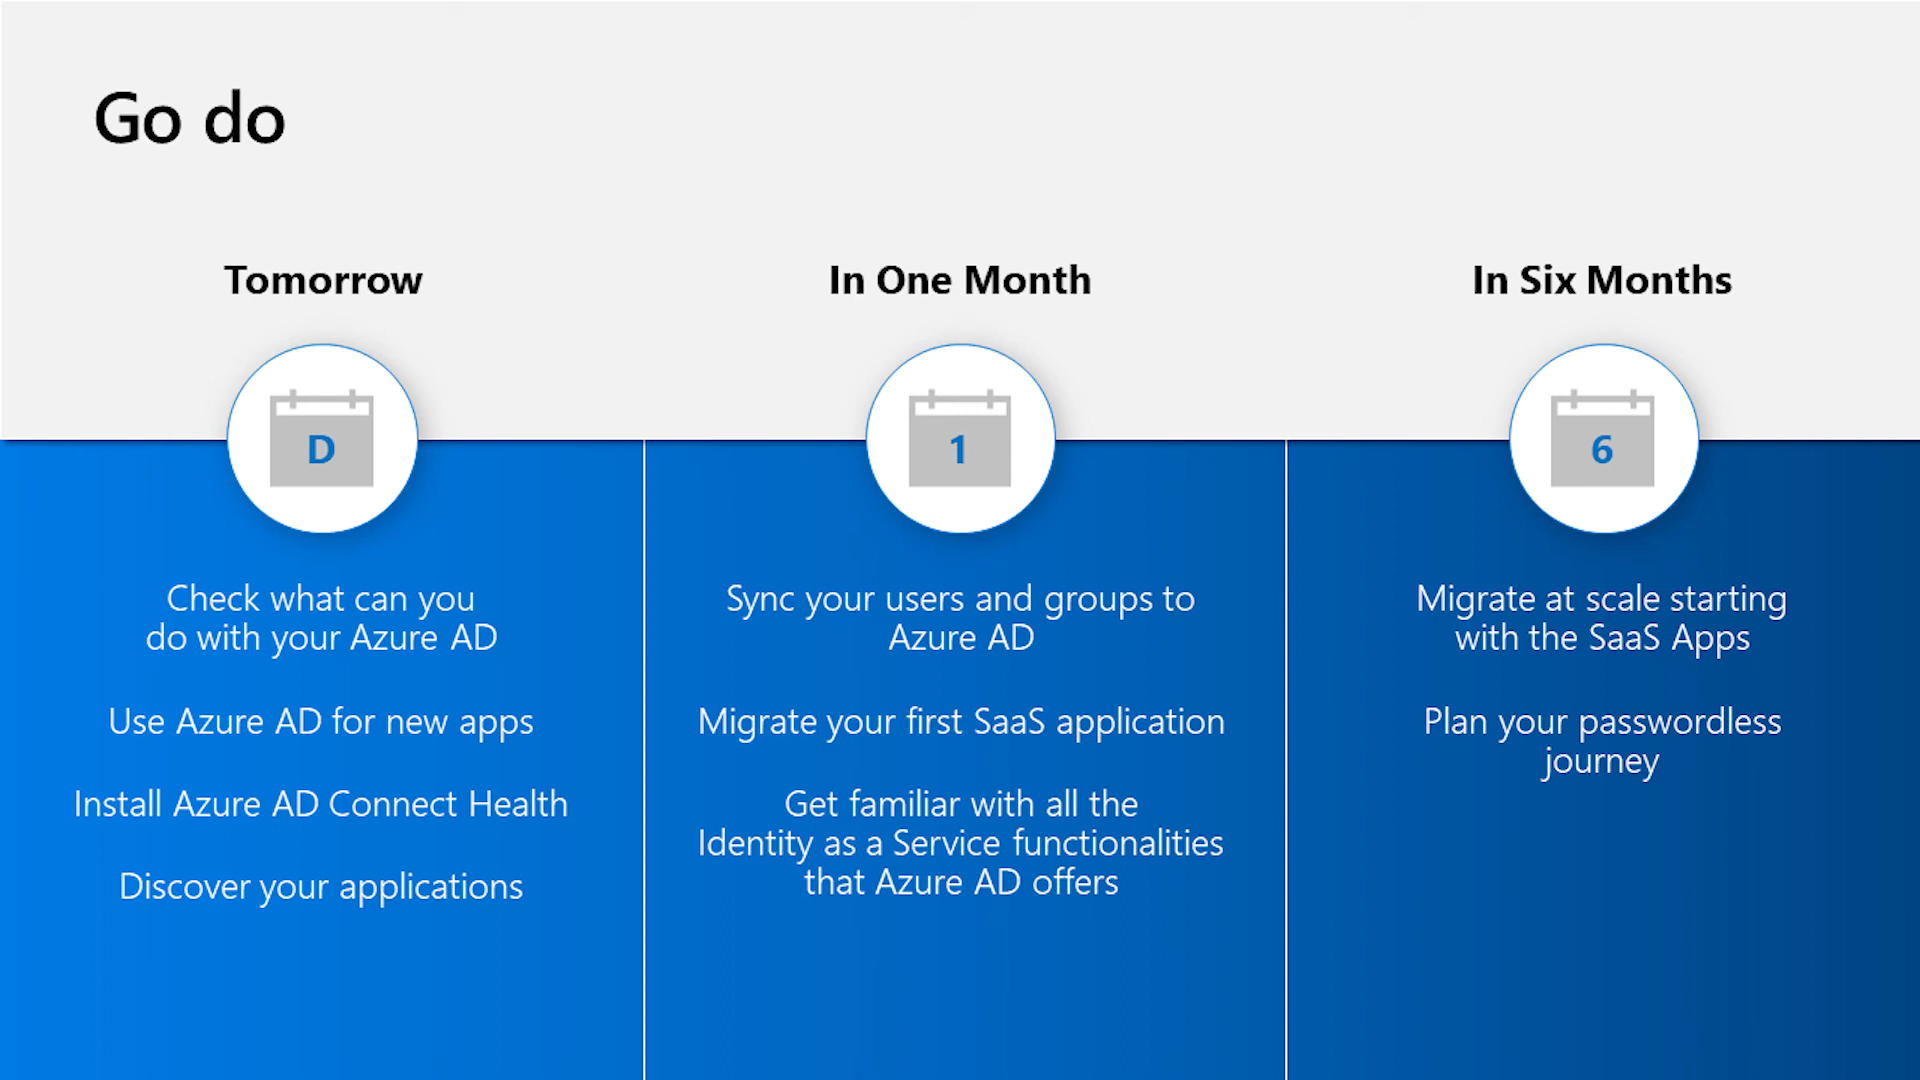 Go do
Tomorrow
D
Check what can you
do with your Azure AD
Use Azure AD for new apps
Install Azure AD Connect Health
Discover your applications
In One Month
1
Sync your users and groups to
Azure AD
Migrate your first SaaS application
Get familiar with all the
Identity as a Service functionalities
that Azure AD offers
In Six Months
6
Migrate at scale starting
with the SaaS Apps
Plan your passwordless
journey